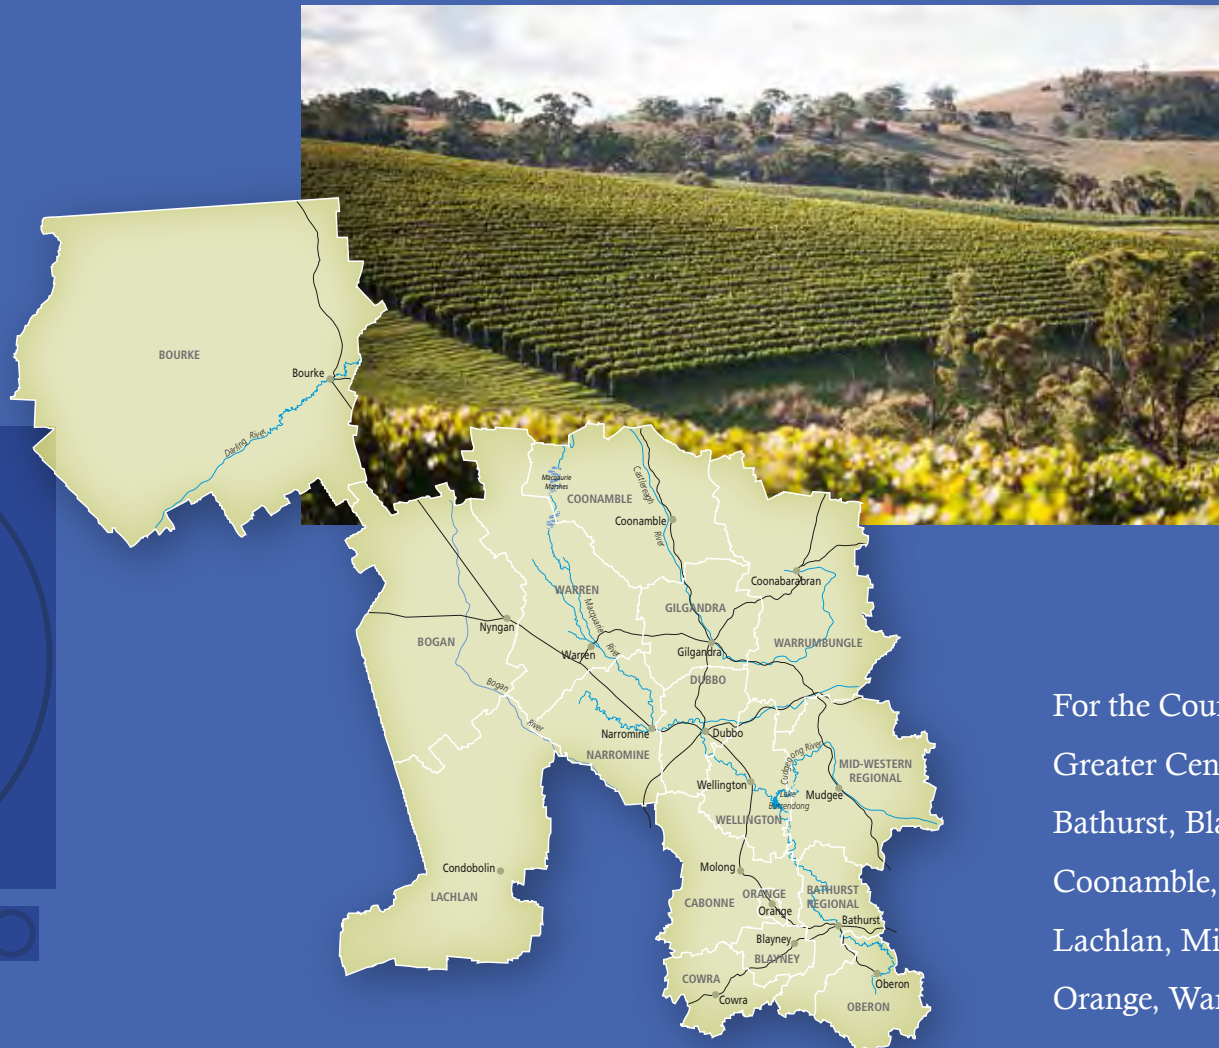 BOURKE
Bourke
Darling River
Macquarie
Marshes
COONAMBLE
Castlereagh
River
Coonamble
Coonabarabran
WARREN
Macquarie
River
GILGANDRA
Nyngan
BOGAN
Warren
Gilgandra
WARRUMBUNGLE
DUBBO
Bogan
River
Narromine
Dubbo
NARROMINE
Cudgegong River
MID-WESTERN
REGIONAL
Wellington
Lake
Burrendong
Mudgee
WELLINGTON
Condobolin
LACHLAN
Molong
ORANGE
BATHURST
REGIONAL
CABONNE
Orange
Bathurst
Blayney
BLAYNEY
COWRA
Oberon
Cowra
OBERON
For the Cou
Greater Cen
Bathurst, Bla
Coonamble,
Lachlan, Mi
Orange, Wa